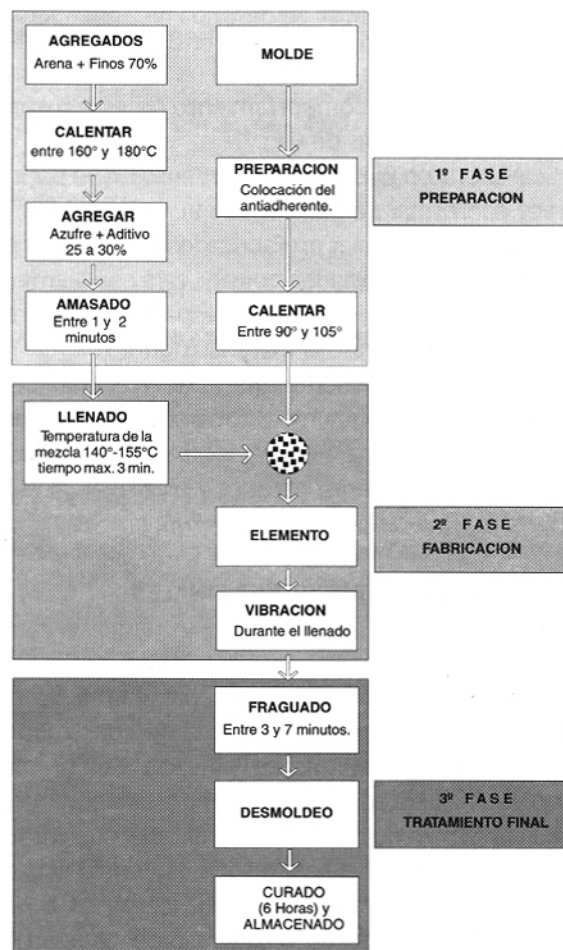 AGREGADOS
Arena + Finos 70%
CALENTAR
entre 160° y 180°C
AGREGAR
Azufre + Aditivo
25 a 30%
AMASADO
Entre 1 y 2
minutos
MOLDE
PREPARACION
Colocación del
antiadherente.
CALENTAR
Entre 90° y 105°
1º FASE
PREPARACION
LLENADO
Temperatura de la
mezcla 140°-155°C
tiempo max. 3 min.
ELEMENTO
VIBRACION
Durante el llenado
2º FASE
FABRICACION
FRAGUADO
Entre 3 y 7 minutos.
DESMOLDEO
CURADO
(6 Horas) y
ALMACENADO
3º FASE
TRATAMIENTO FINAL